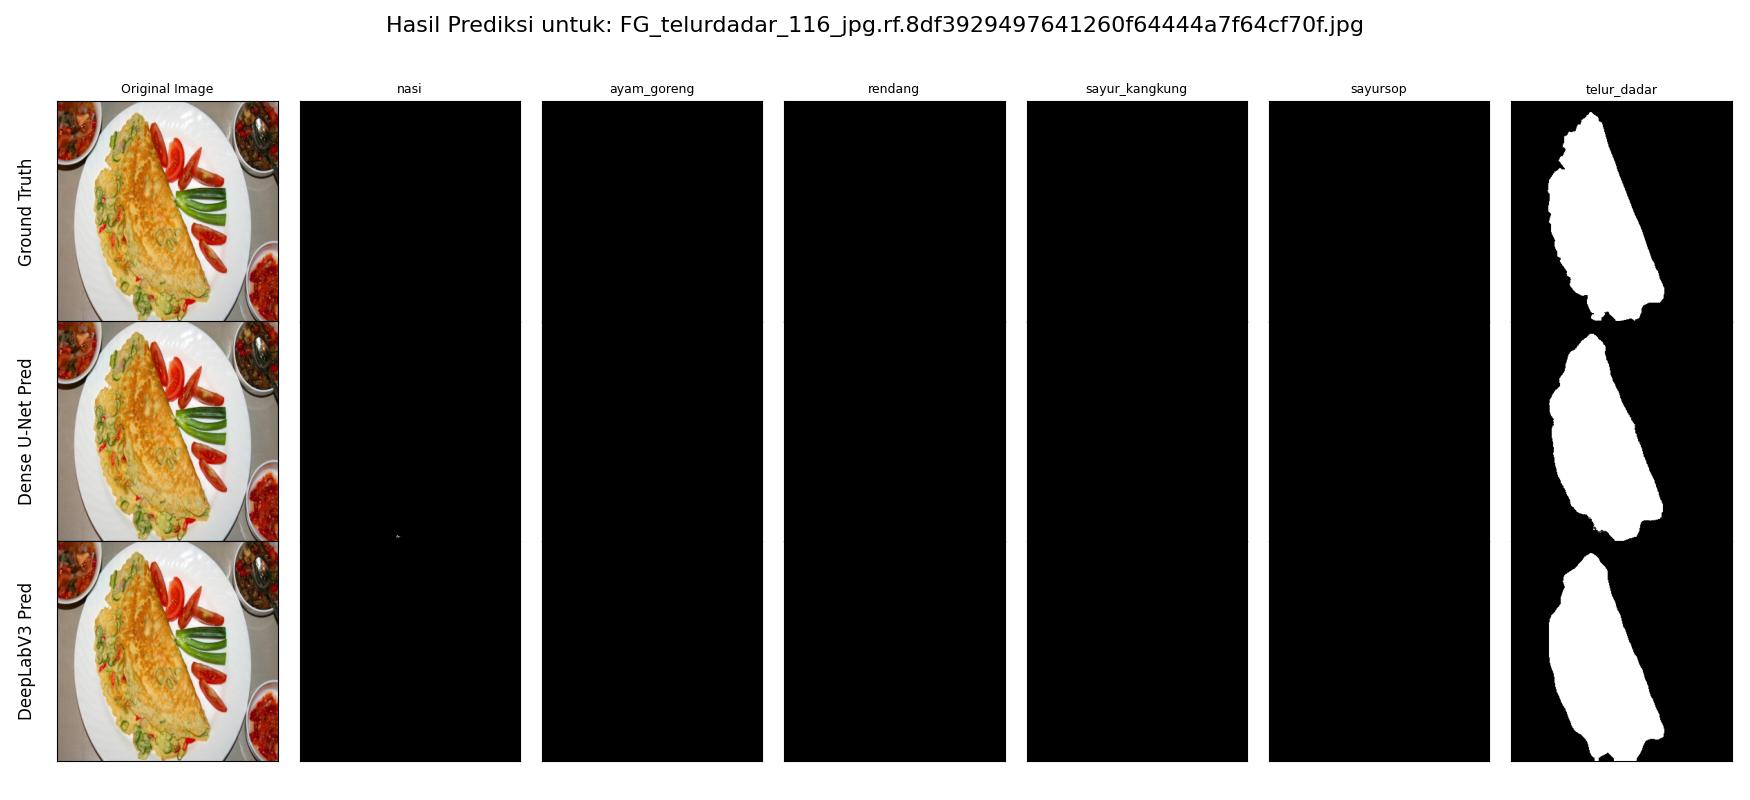 Hasil Prediksi untuk: FG_telurdadar_116_jpg.rf.8df3929497641260f64444a7f64cf70f.jpg
Original Image nasi ayam_goreng rendang sayur_kangkung sayursop telur_dadar
Ground Truth
Dense U-Net Pred
DeepLabV3 Pred